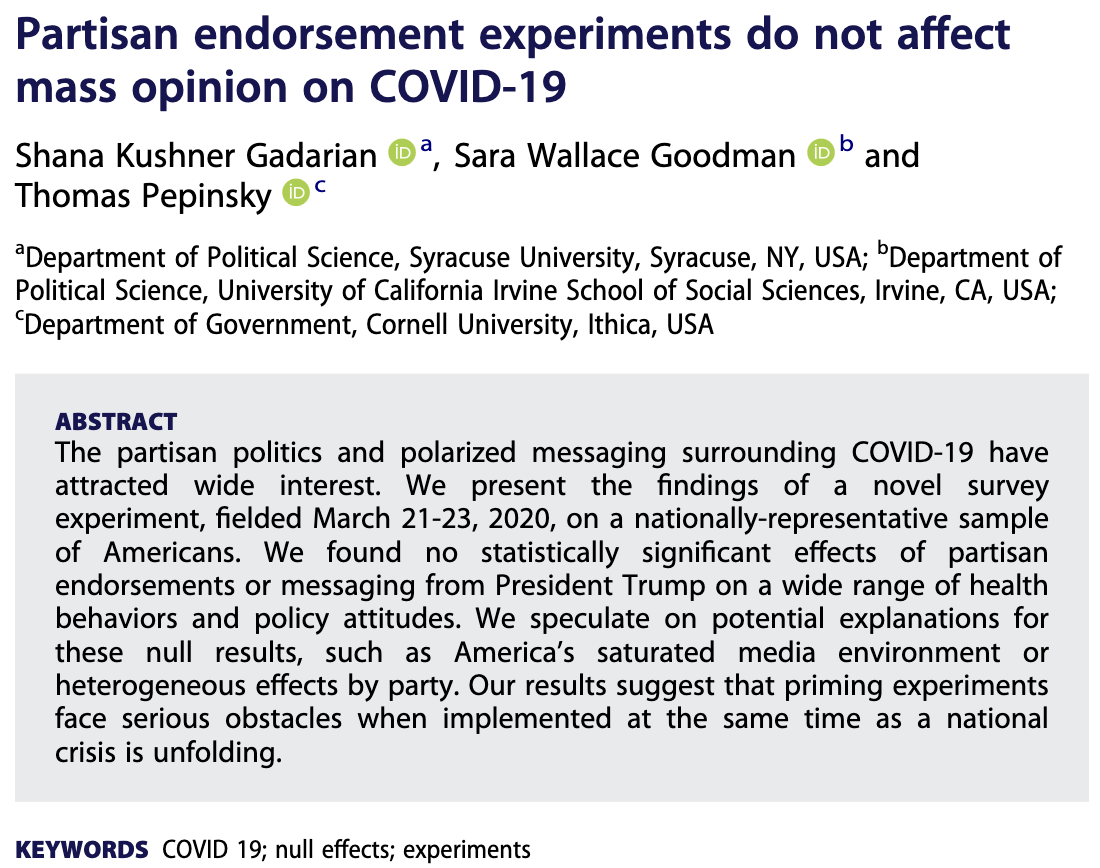 Partisan endorsement experiments do not affect
mass opinion on COVID-19
Shana Kushner Gadarian iD a, Sara Wallace Goodman iD b and
Thomas Pepinsky iD c
aDepartment of Political Science, Syracuse University, Syracuse, NY, USA; bDepartment of
Political Science, University of California Irvine School of Social Sciences, Irvine, CA, USA;
cDepartment of Government, Cornell University, Ithica, USA
ABSTRACT
The partisan politics and polarized messaging surrounding COVID-19 have
attracted wide interest. We present the findings of a novel survey
experiment, fielded March 21-23, 2020, on a nationally-representative sample
of Americans. We found no statistically significant effects of partisan
endorsements or messaging from President Trump on a wide range of health
behaviors and policy attitudes. We speculate on potential explanations for
these null results, such as America’s saturated media environment or
heterogeneous effects by party. Our results suggest that priming experiments
face serious obstacles when implemented at the same time as a national
crisis is unfolding.
KEYWORDS COVID 19; null effects; experiments